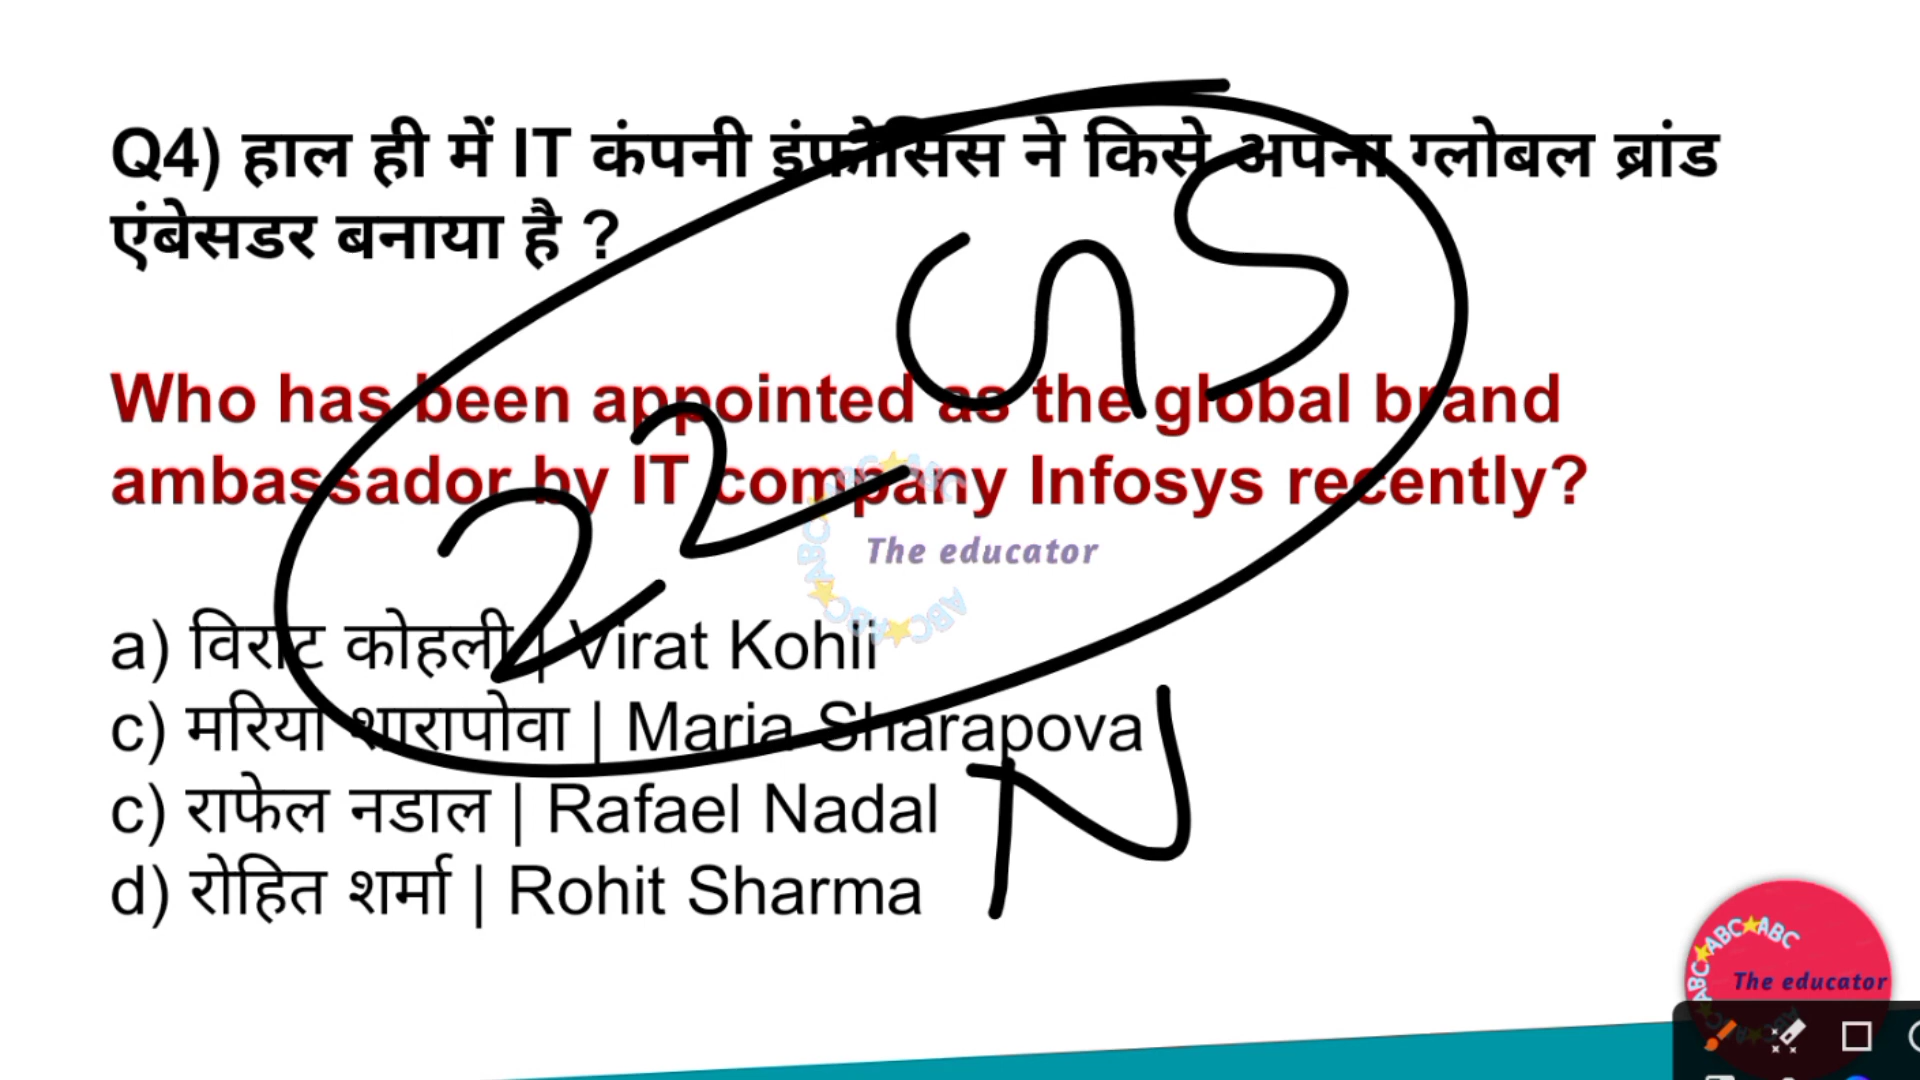 Q4) हाल ही में IT कंपनी इंफोसिस ने किसे अपना ग्लोबल ब्रांड
एंबेसडर बनाया है ?
Who has been appointed as the global brand
ambassador by IT company Infosys recently?
The educator
a) विराट कोहली | Virat Kohli
c) मरिया शारापोवा | Maria Sharapova
c) राफेल नडाल | Rafael Nadal
d) रोहित शर्मा | Rohit Sharma
22
US
N
ABC ABC ABC
The educator